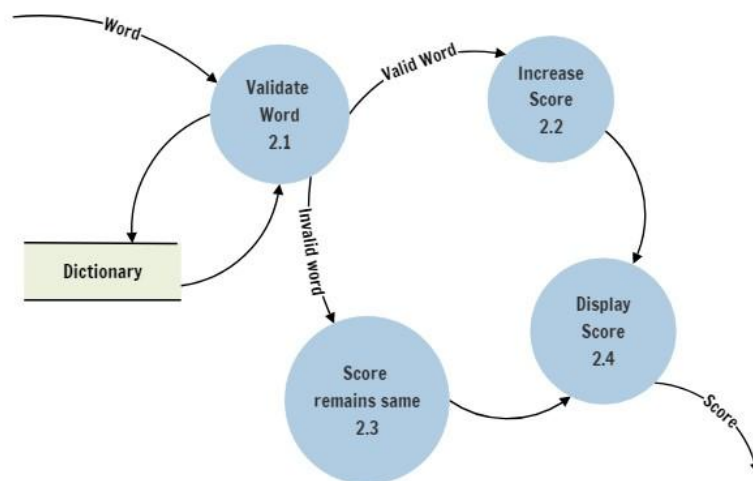 Word
Validate
Word
2.1
Valid Word
Increase
Score
2.2
Invalid word
Dictionary
Display
Score
2.4
Score
remains same
2.3
Score